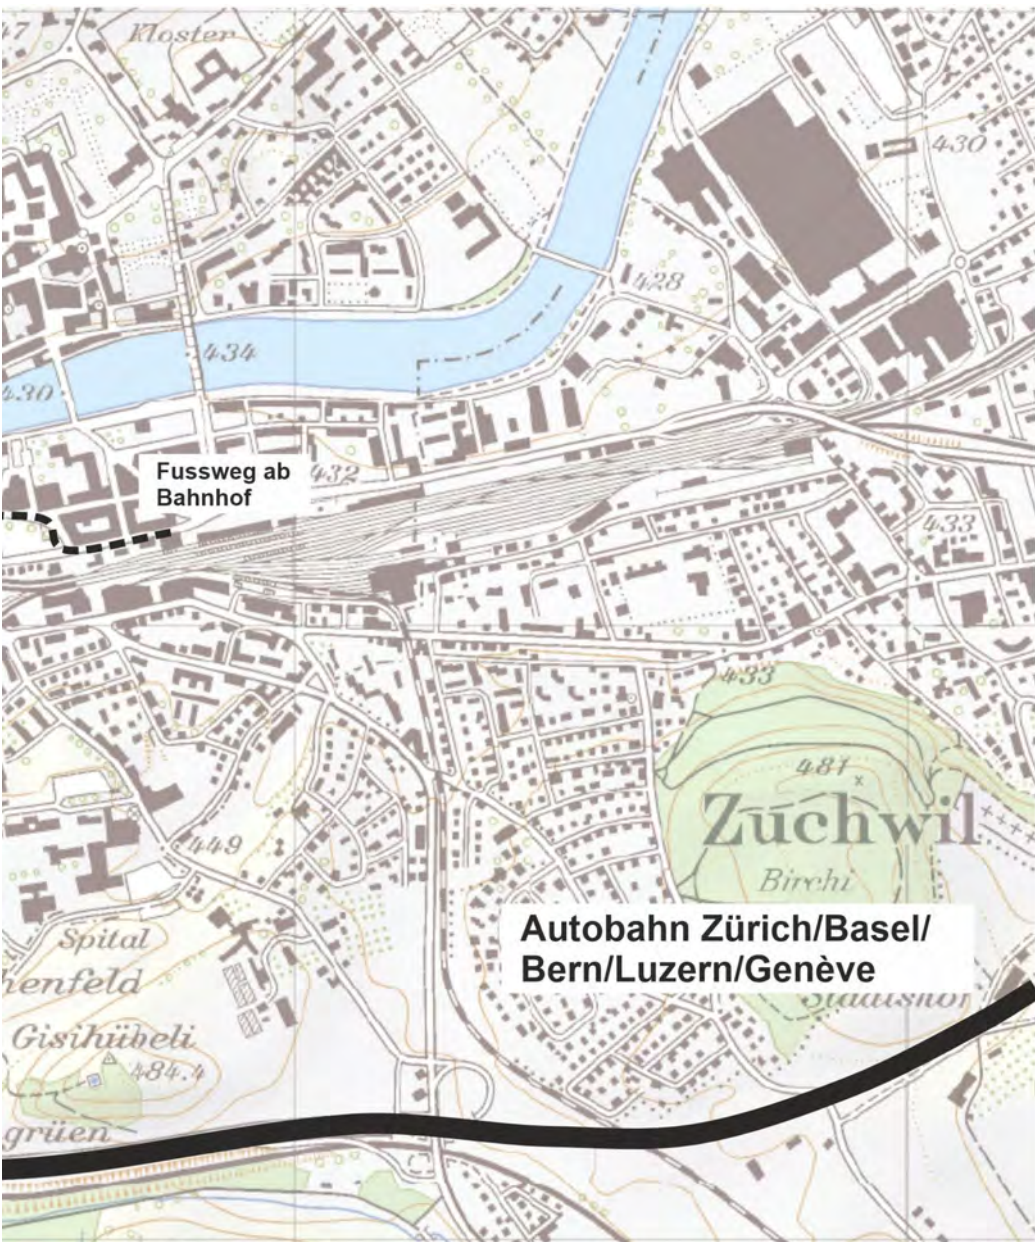 Kloster
430
428
434
430
Fussweg ab
Bahnhof
432
433
433
481
Zuchwil
Birchi
449
Autobahn Zürich/Basel/
Bern/Luzern/Genève
Spital
enfeld
Gisihübeli
484.4
grüen